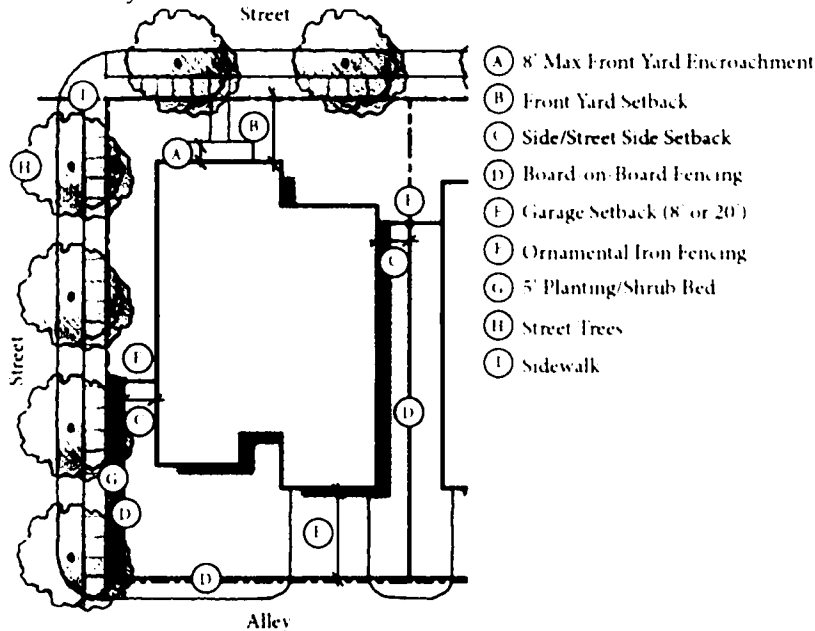 Street
A 8' Max Front Yard Encroachment
B Front Yard Setback
C Side/Street Side Setback
D Board-on-Board Fencing
E Garage Setback (8' or 20')
F Ornamental Iron Fencing
G 5' Planting/Shrub Bed
H Street Trees
I Sidewalk
I
B
A
H
F
C
Street
F
C
D
G
D
E
D
Alley